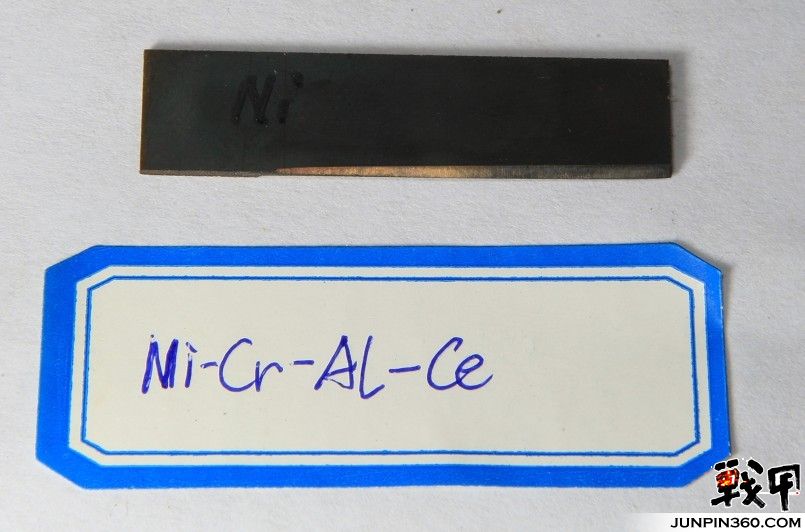 Ni
Ni-Cr-Al-Ce
戰甲
JUNPIN360.COM